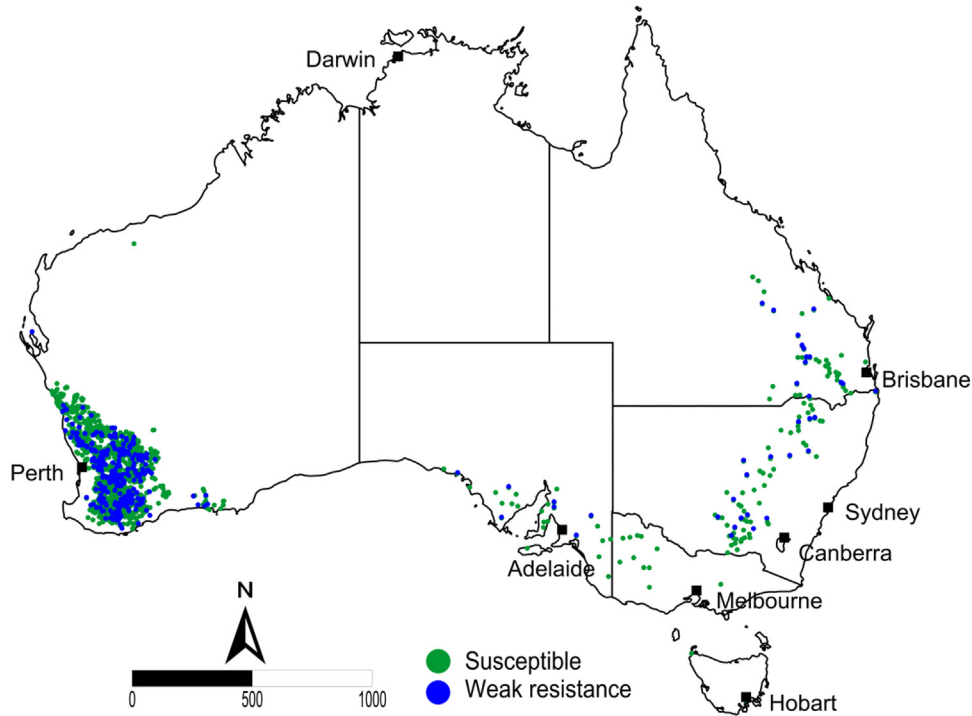 Darwin
Brisbane
Perth
Sydney
Canberra
Adelaide
Melbourne
N
Susceptible
Weak resistance
0 500 1000
Hobart